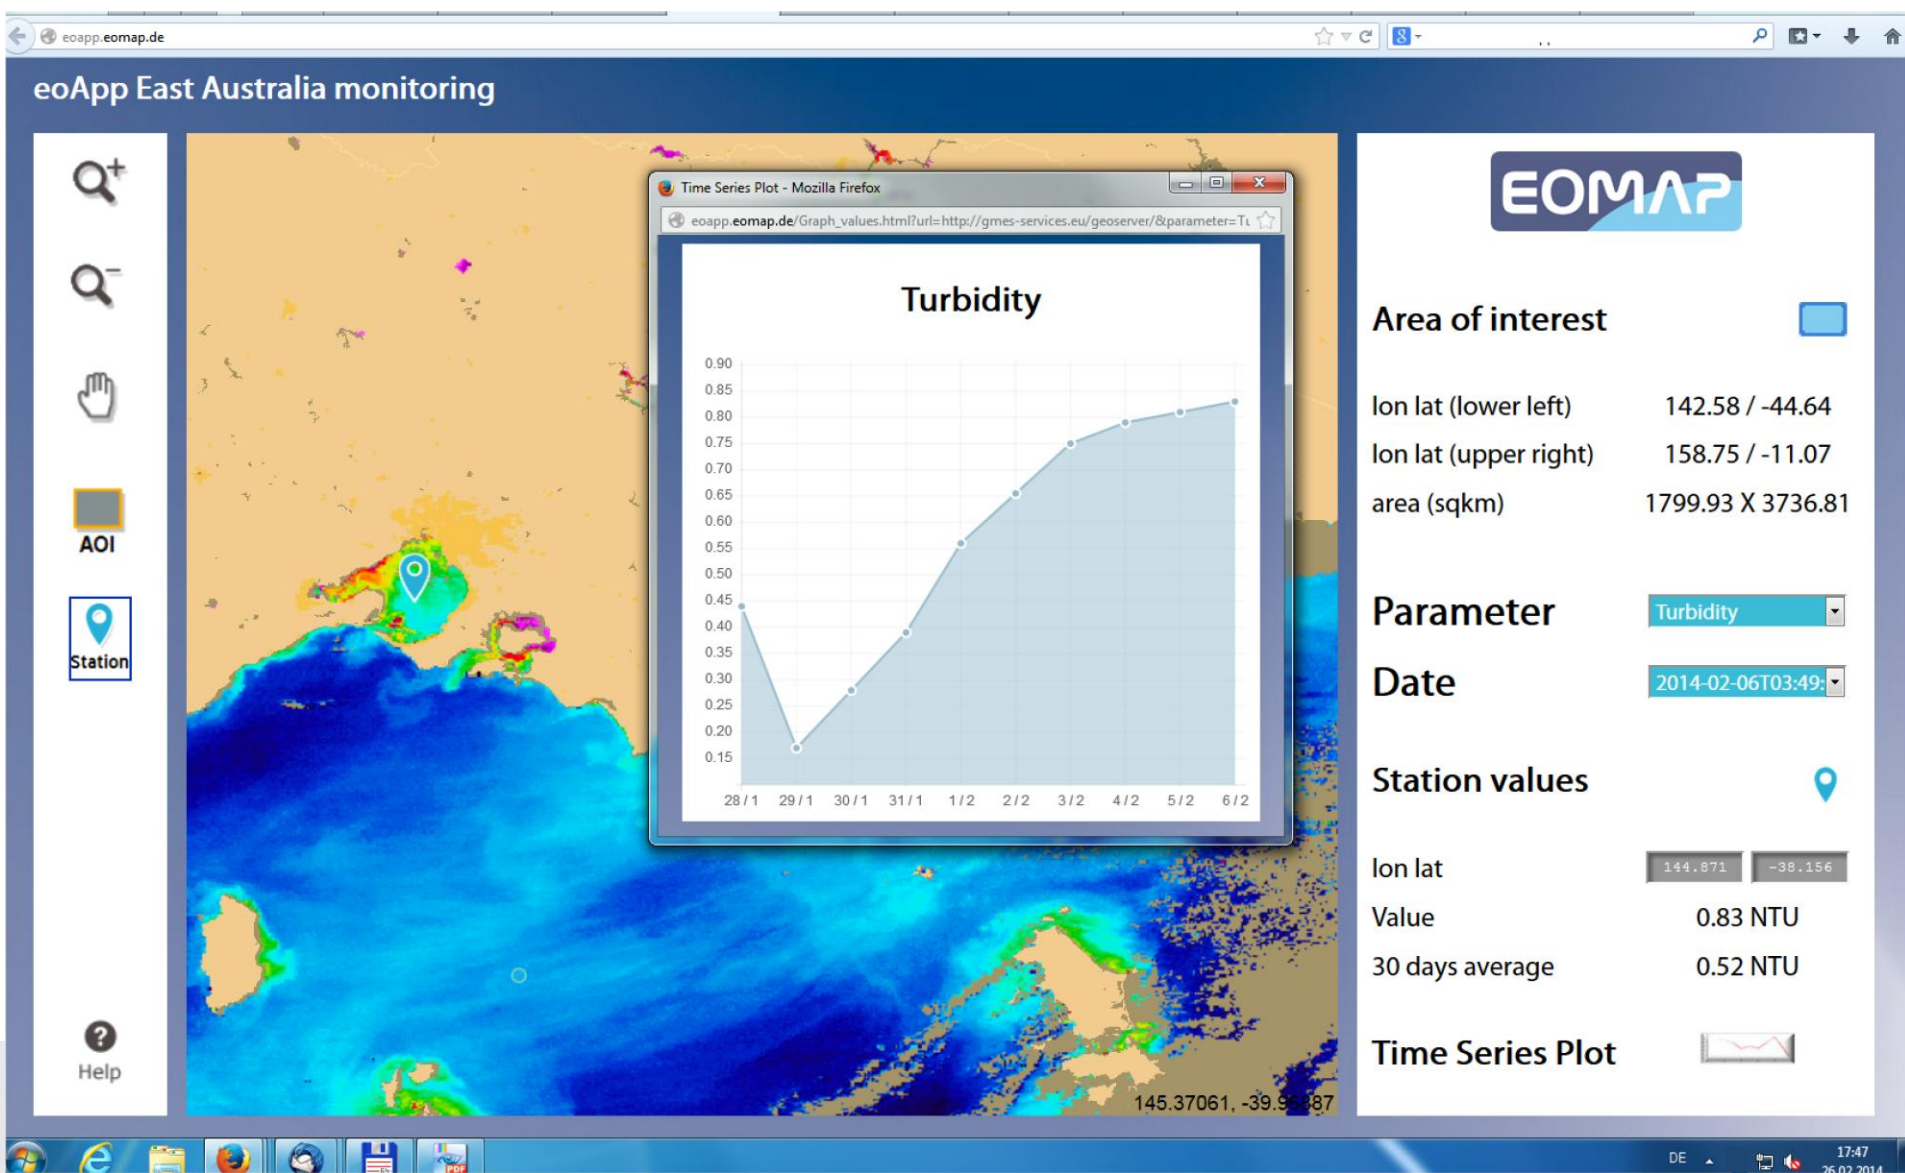 eoapp.eomap.de
eoApp East Australia monitoring
AOI
Station
Help
Time Series Plot - Mozilla Firefox
eoapp.eomap.de/Graph_values.html?url=http://gmes-services.eu/geoserver/&parameter=Tu
Turbidity
0.90
0.85
0.80
0.75
0.70
0.65
0.60
0.55
0.50
0.45
0.40
0.35
0.30
0.25
0.20
0.15
28/1 29/1 30/1 31/1 1/2 2/2 3/2 4/2 5/2 6/2
145.37061, -39.96887
EOMAP
Area of interest
lon lat (lower left) 142.58 / -44.64
lon lat (upper right) 158.75 / -11.07
area (sqkm) 1799.93 X 3736.81
Parameter Turbidity
Date 2014-02-06T03:49:
Station values
lon lat 144.871 -38.156
Value 0.83 NTU
30 days average 0.52 NTU
Time Series Plot
PDF
DE
17:47
26.02.2014